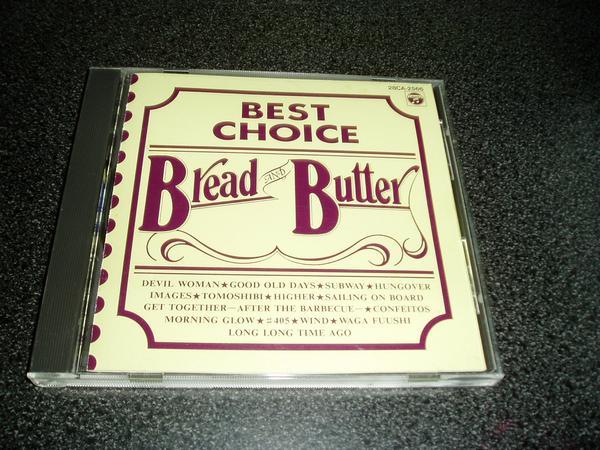 28CA-2566
BEST
CHOICE
Bread AND Butter
DEVIL WOMAN★GOOD OLD DAYS★SUBWAY★HUNGOVER
IMAGES★TOMOSHIBI★HIGHER★SAILING ON BOARD
GET TOGETHER—AFTER THE BARBECUE—★CONFEITOS
MORNING GLOW★♯405★WIND★WAGA FUUSHI
LONG LONG TIME AGO